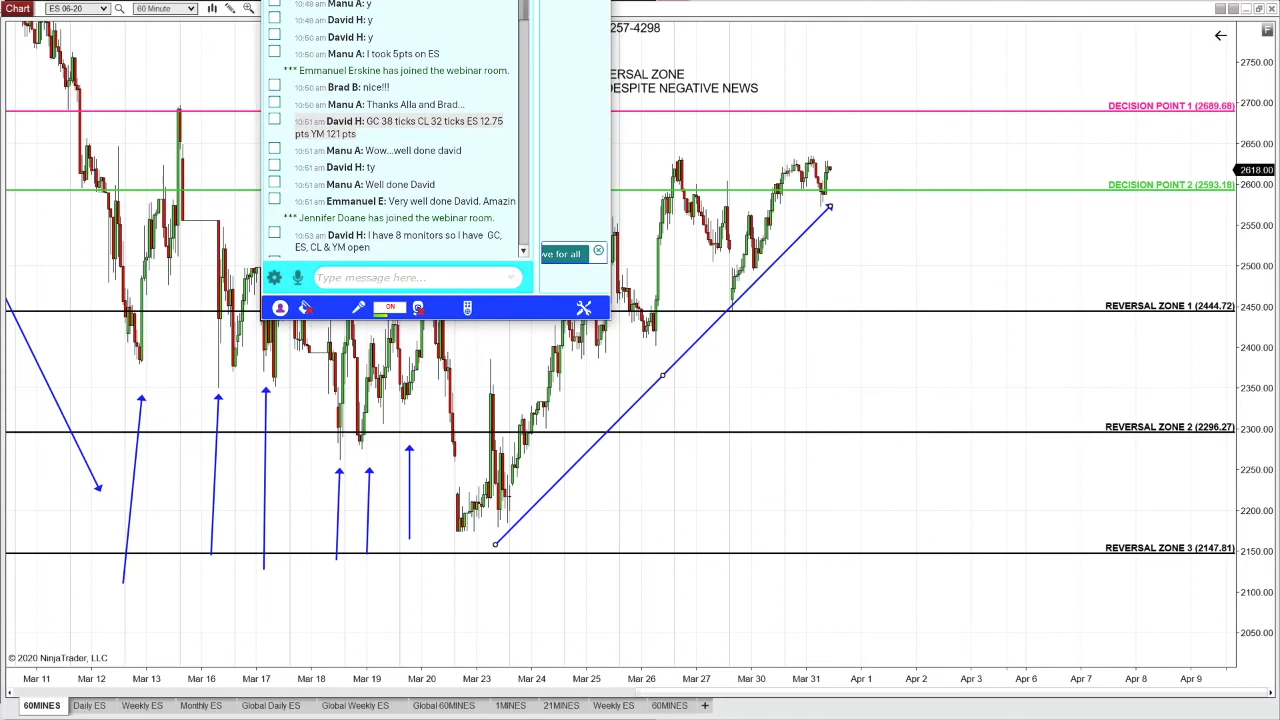 Chart ES 06-20 60 Minute
F
257-4298
ERSAL ZONE
DESPITE NEGATIVE NEWS
10:49 am Manu A: y
10:49 am David H: y
10:50 am David H: y
10:50 am Manu A: I took 5pts on ES
*** Emmanuel Erskine has joined the webinar room.
10:50 am Brad B: nice!!!
10:50 am Manu A: Thanks Alla and Brad...
10:51 am David H: GC 38 ticks CL 32 ticks ES 12.75
pts YM 121 pts
10:51 am Manu A: Wow...well done david
10:51 am David H: ty
10:51 am Manu A: Well done David
10:51 am Emmanuel E: Very well done David. Amazin
*** Jennifer Doane has joined the webinar room.
10:53 am David H: I have 8 monitors so I have GC,
ES, CL & YM open
ve for all
Type message here...
ON
DECISION POINT 1 (2689.68)
DECISION POINT 2 (2593.18)
REVERSAL ZONE 1 (2444.72)
REVERSAL ZONE 2 (2296.27)
REVERSAL ZONE 3 (2147.81)
2750.00
2700.00
2650.00
2618.00
2600.00
2550.00
2500.00
2450.00
2400.00
2350.00
2300.00
2250.00
2200.00
2150.00
2100.00
2050.00
© 2020 NinjaTrader, LLC
Mar 11 Mar 12 Mar 13 Mar 16 Mar 17 Mar 18 Mar 19 Mar 20 Mar 23 Mar 24 Mar 25 Mar 26 Mar 27 Mar 30 Mar 31 Apr 1 Apr 2 Apr 3 Apr 6 Apr 7 Apr 8 Apr 9
60MINES Daily ES Weekly ES Monthly ES Global Daily ES Global Weekly ES Global 60MINES 1MINES 21MINES Weekly ES 60MINES +